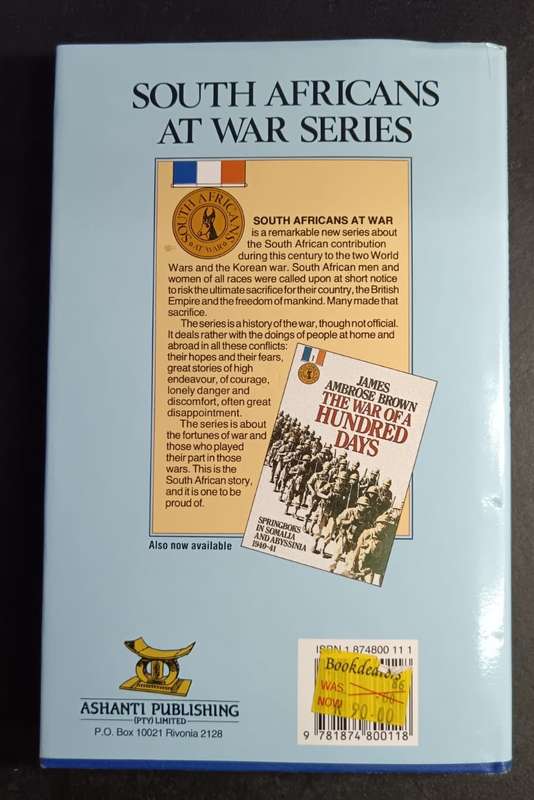 SOUTH AFRICANS
AT WAR SERIES
SOUTH AFRICANS
AT WAR
SOUTH AFRICANS AT WAR
is a remarkable new series about
the South African contribution
during this century to the two World
Wars and the Korean war. South African men and
women of all races were called upon at short notice
to risk the ultimate sacrifice for their country, the British
Empire and the freedom of mankind. Many made that
sacrifice.
The series is a history of the war, though not official.
It deals rather with the doings of people at home and
abroad in all these conflicts:
their hopes and their fears,
great stories of high
endeavour, of courage,
lonely danger and
discomfort, often great
disappointment.
The series is about
the fortunes of war and
those who played
their part in those
wars. This is the
South African story,
and it is one to be
proud of.
JAMES
AMBROSE BROWN
THE WAR OF A
HUNDRED
DAYS
SPRINGBOKS
IN SOMALIA
AND ABYSSINIA
1940-41
Also now available
ASHANTI PUBLISHING
(PTY) LIMITED
P.O. Box 10021 Rivonia 2128
ISBN 1 874800 11 1
Bookdealers
WAS
NOW 90.00
9 781874 800118